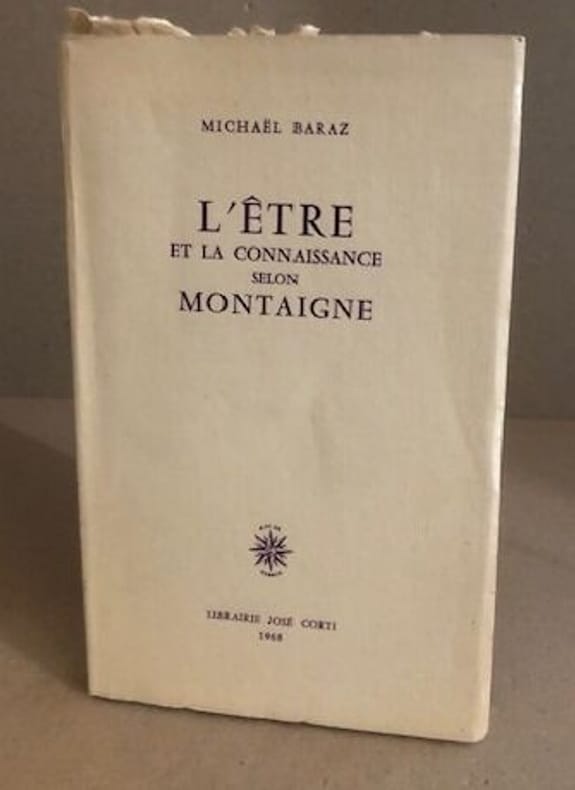 MICHAËL BARAZ
L'ÊTRE
ET LA CONNAISSANCE
SELON
MONTAIGNE
LIBRAIRIE JOSÉ CORTI
1968